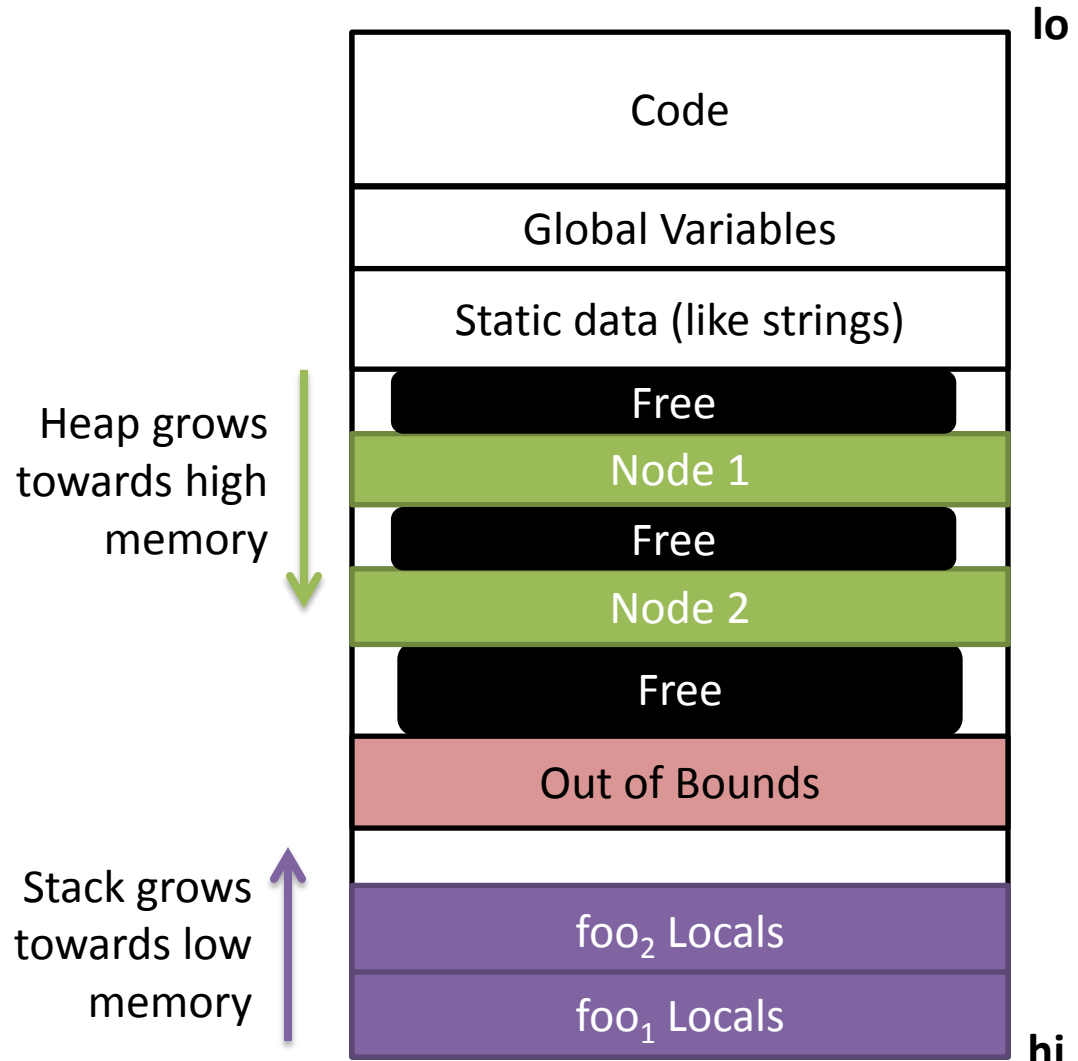 lo
Code
Global Variables
Static data (like strings)
Free
Heap grows
towards high
memory
Node 1
Free
Node 2
Free
Out of Bounds
Stack grows
towards low
memory
foo₂ Locals
foo₁ Locals
hi